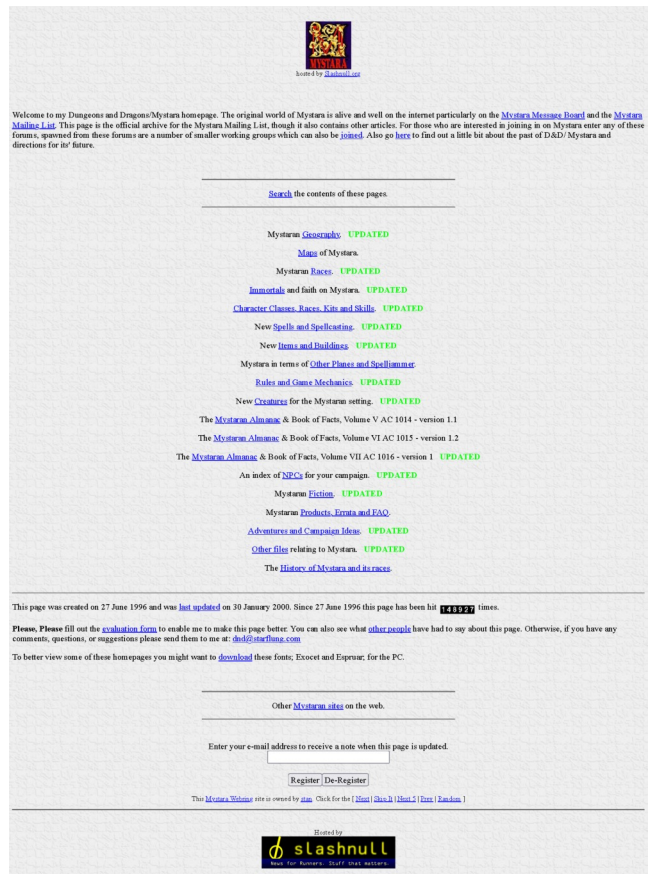 MYSTARA
hosted by Slashnull.org
Welcome to my Dungeons and Dragons/Mystara homepage. The original world of Mystara is alive and well on the internet particularly on the Mystara Message Board and the Mystara
Mailing List. This page is the official archive for the Mystara Mailing List, though it also contains other articles. For those who are interested in joining in on Mystara enter any of these
forums, spawned from these forums are a number of smaller working groups which can also be joined. Also go here to find out a little bit about the past of D&D/ Mystara and
directions for its' future.
Search the contents of these pages.
Mystaran Geography. UPDATED
Maps of Mystara.
Mystaran Races. UPDATED
Immortals and faith on Mystara. UPDATED
Character Classes, Races, Kits and Skills. UPDATED
New Spells and Spellcasting. UPDATED
New Items and Buildings. UPDATED
Mystara in terms of Other Planes and Spelljammer.
Rules and Game Mechanics. UPDATED
New Creatures for the Mystaran setting. UPDATED
The Mystaran Almanac & Book of Facts, Volume V AC 1014 - version 1.1
The Mystaran Almanac & Book of Facts, Volume VI AC 1015 - version 1.2
The Mystaran Almanac & Book of Facts, Volume VII AC 1016 - version 1 UPDATED
An index of NPCs for your campaign. UPDATED
Mystaran Fiction. UPDATED
Mystaran Products, Errata and FAQ.
Adventures and Campaign Ideas. UPDATED
Other files relating to Mystara. UPDATED
The History of Mystara and its races.
This page was created on 27 June 1996 and was last updated on 30 January 2000. Since 27 June 1996 this page has been hit 148927 times.
Please, Please fill out the evaluation form to enable me to make this page better. You can also see what other people have had to say about this page. Otherwise, if you have any
comments, questions, or suggestions please send them to me at: dnd@starflung.com
To better view some of these homepages you might want to download these fonts; Exocet and Espruar; for the PC.
Other Mystaran sites on the web.
Enter your e-mail address to receive a note when this page is updated.
Register De-Register
This Mystara Webring site is owned by stan. Click for the [ Next | Skip It | Next 5 | Prev | Random ]
Hosted by
slashnull
News for Runners. Stuff that matters.